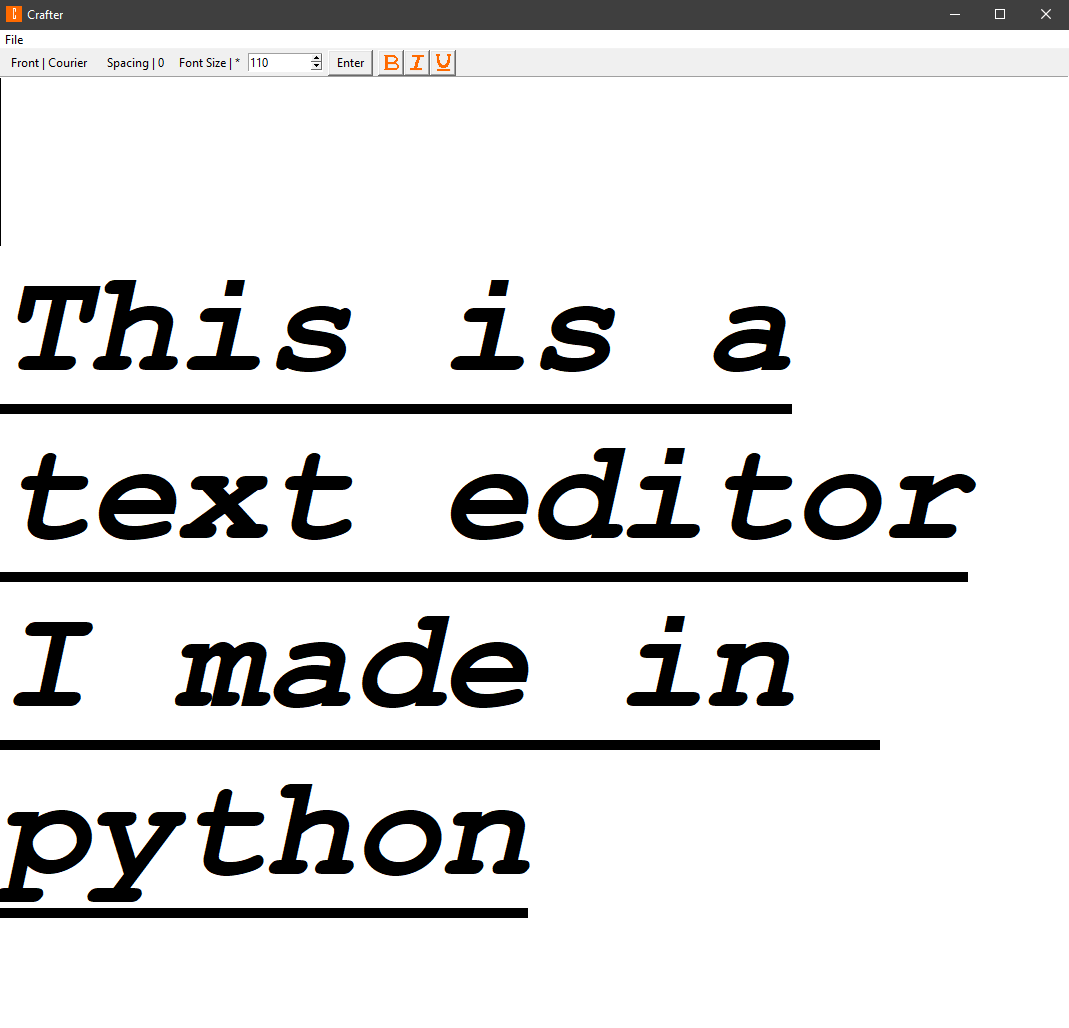 Crafter
File
Front | Courier Spacing | 0 Font Size | * 110 Enter B I U
This is a
text editor
I made in
python